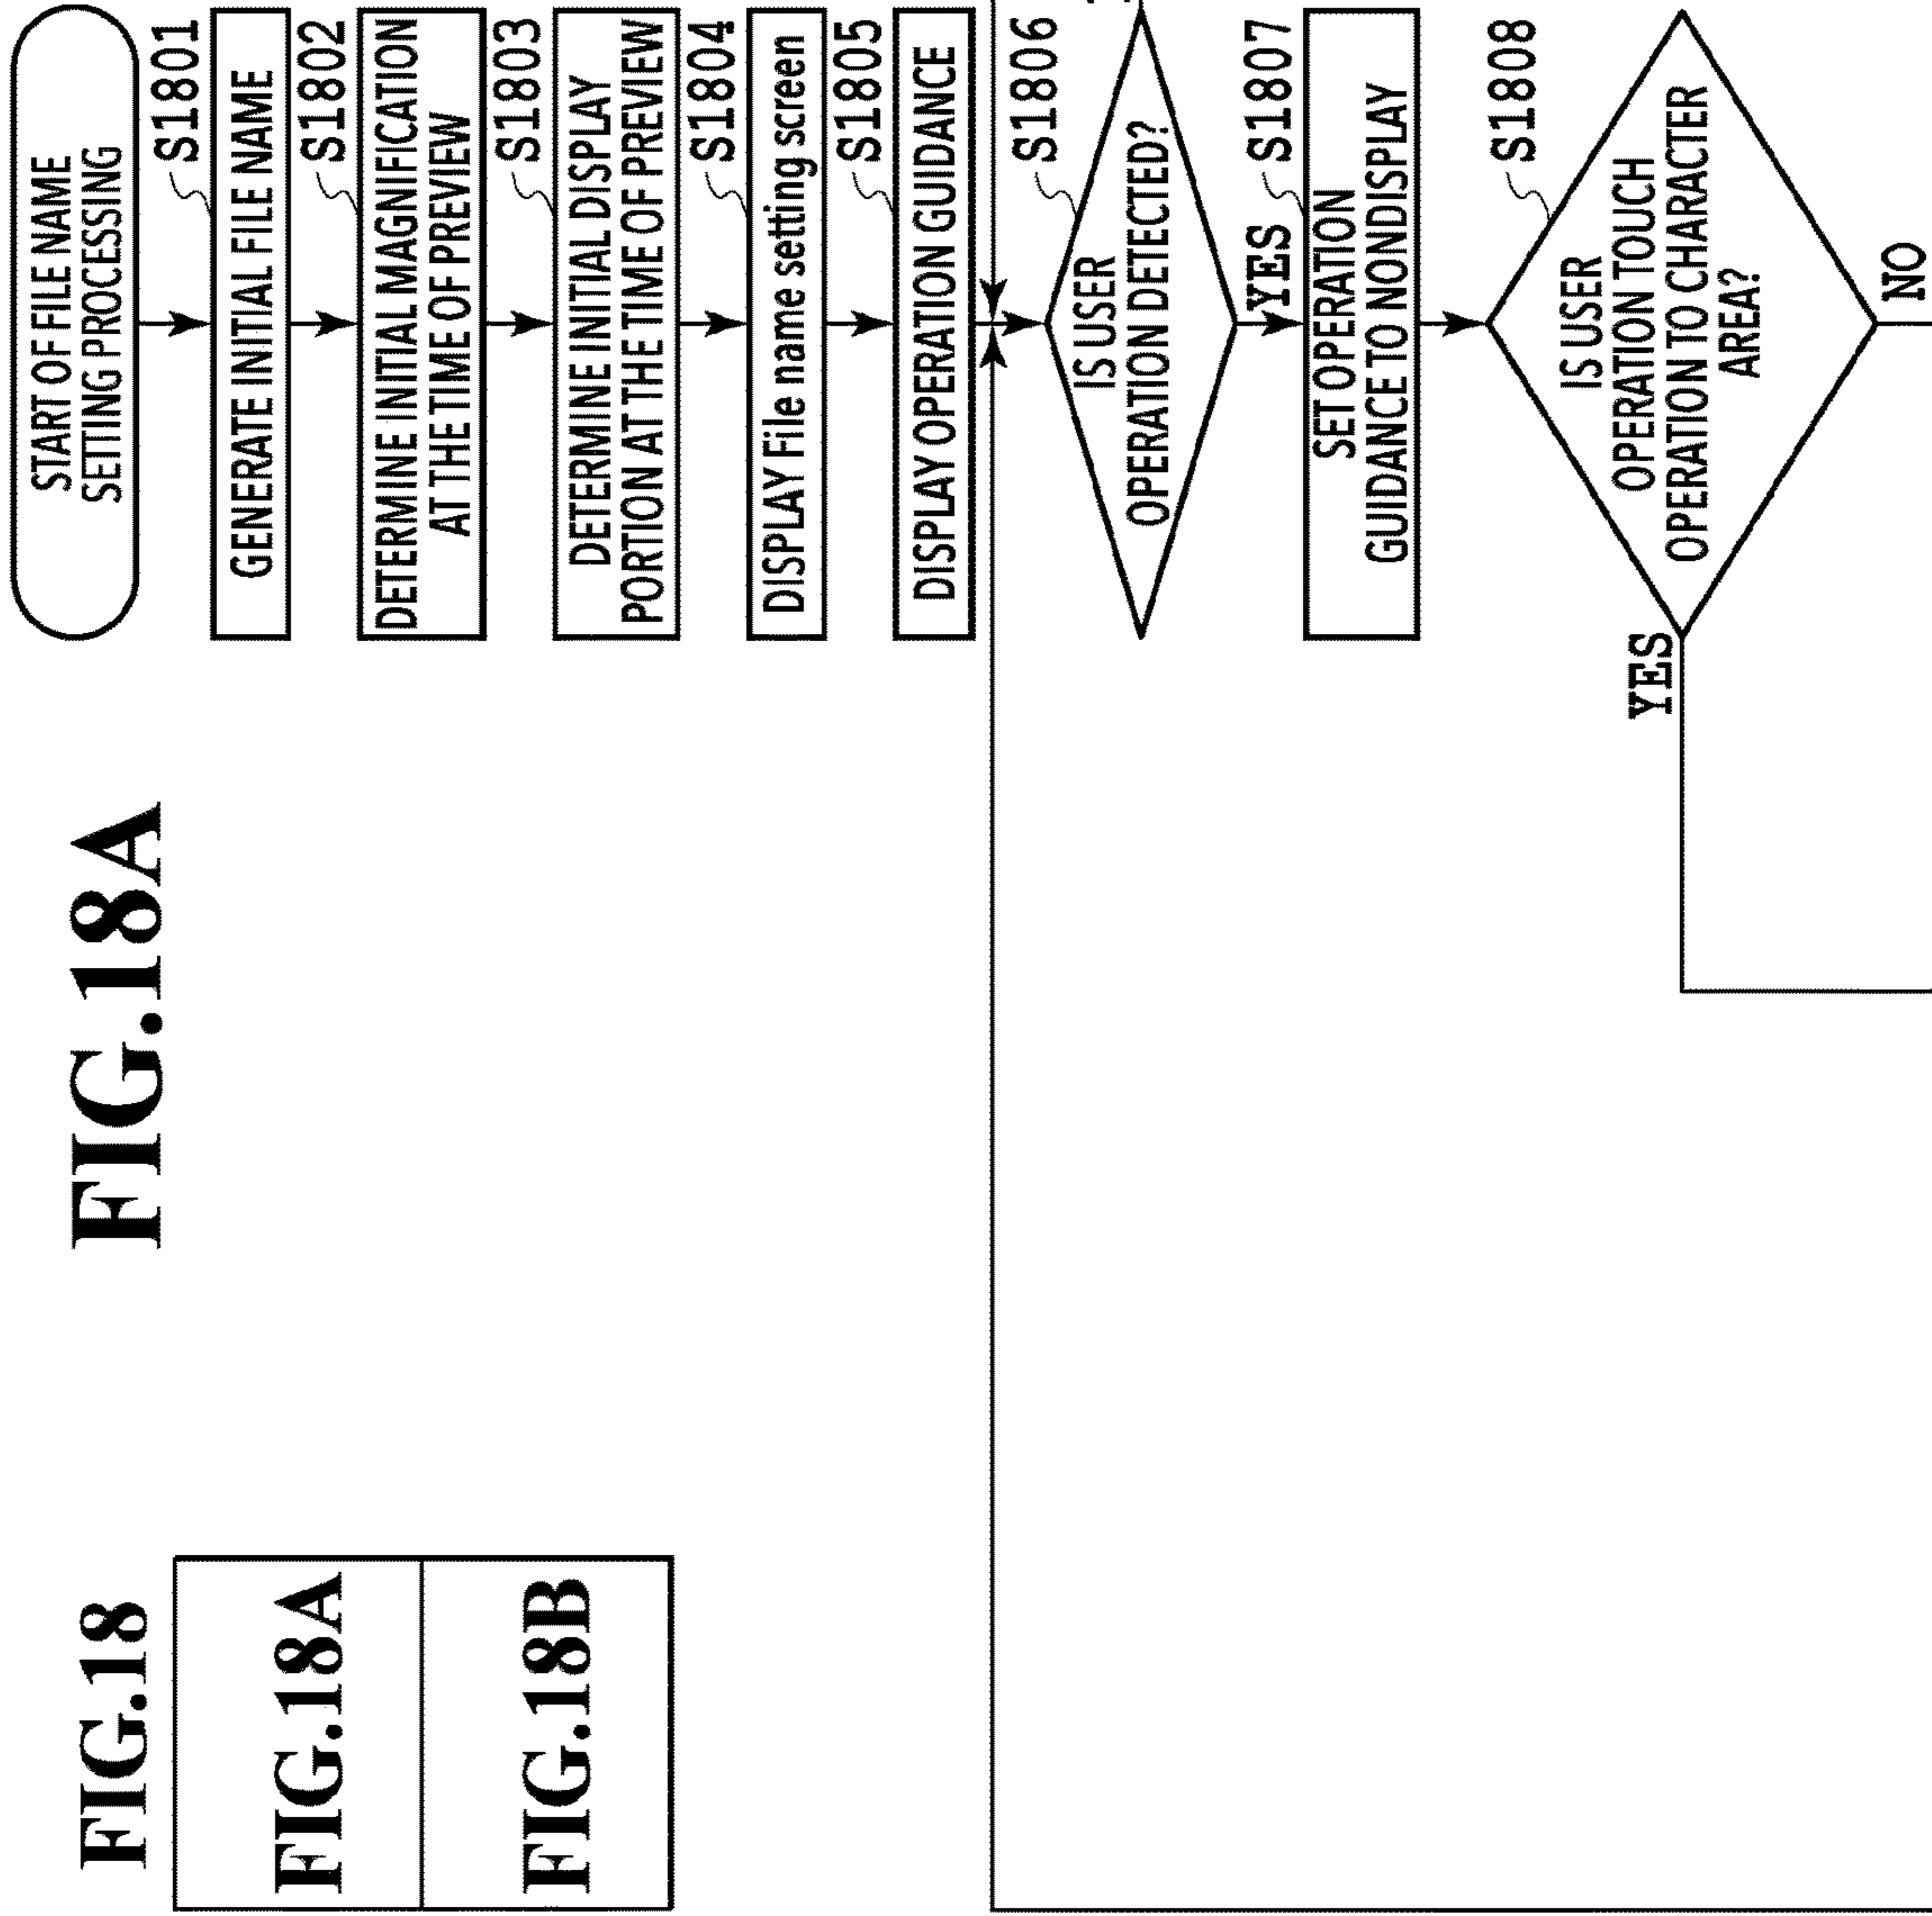 FIG.18
FIG.18A
FIG.18B
FIG.18A
START OF FILE NAME
SETTING PROCESSING
S1801
GENERATE INITIAL FILE NAME
S1802
DETERMINE INITIAL MAGNIFICATION
AT THE TIME OF PREVIEW
S1803
DETERMINE INITIAL DISPLAY
PORTION AT THE TIME OF PREVIEW
S1804
DISPLAY File name setting screen
S1805
DISPLAY OPERATION GUIDANCE
S1806
IS USER
OPERATION DETECTED?
YES
S1807
SET OPERATION
GUIDANCE TO NONDISPLAY
S1808
IS USER
OPERATION TOUCH
OPERATION TO CHARACTER
AREA?
YES
NO